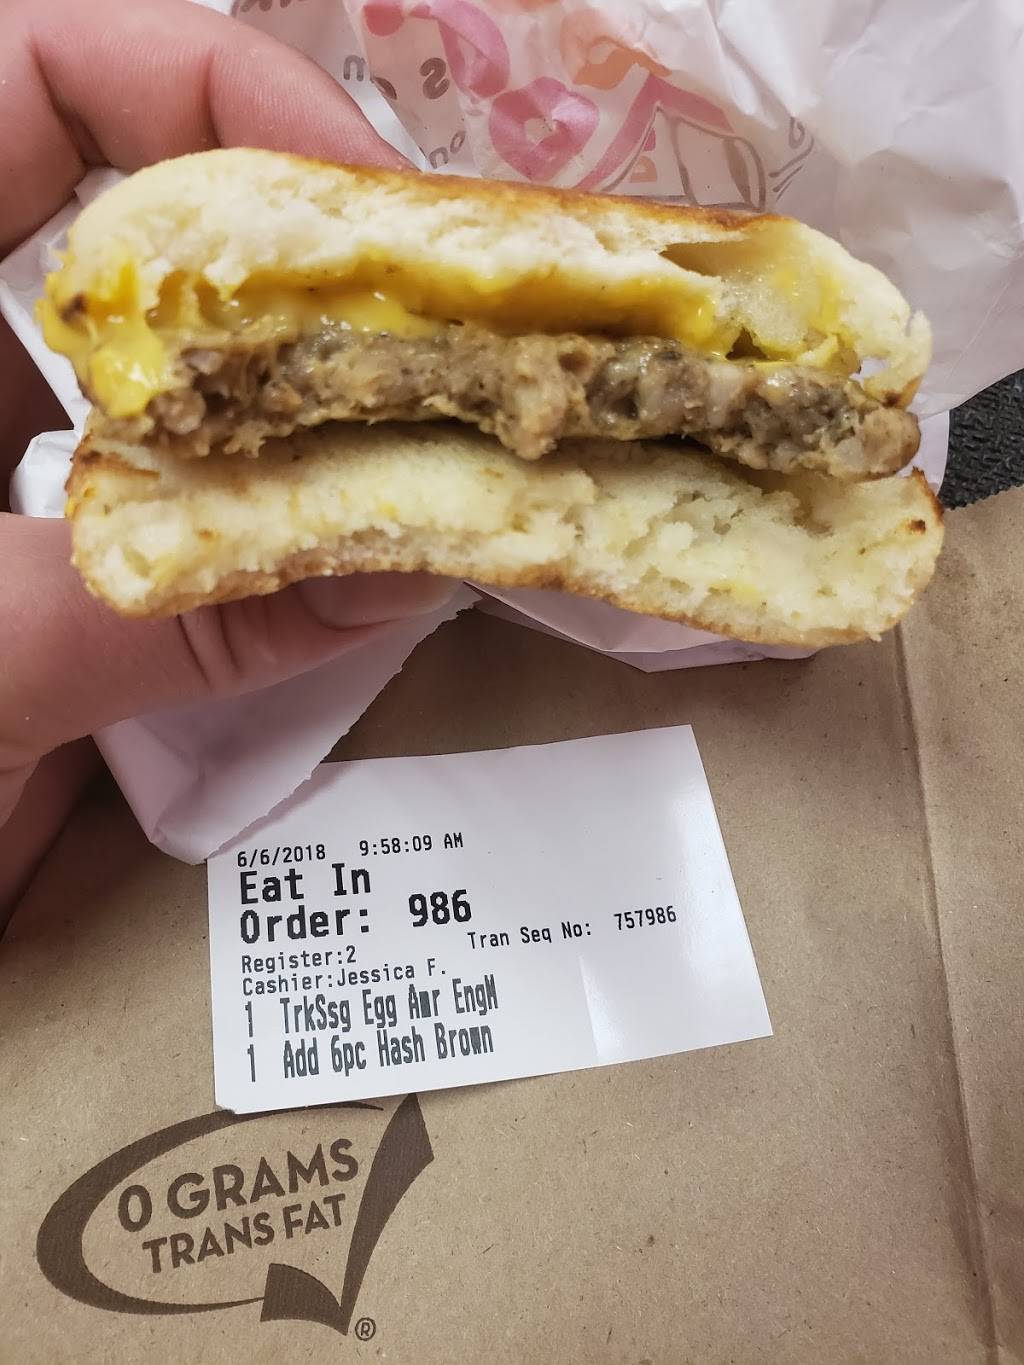 6/6/2018 9:58:09 AM
Eat In
Order: 986
Tran Seq No: 757986
Register:2
Cashier:Jessica F.
1 TrkSsg Egg Amr EngM
1 Add 6pc Hash Brown
0 GRAMS
TRANS FAT
®